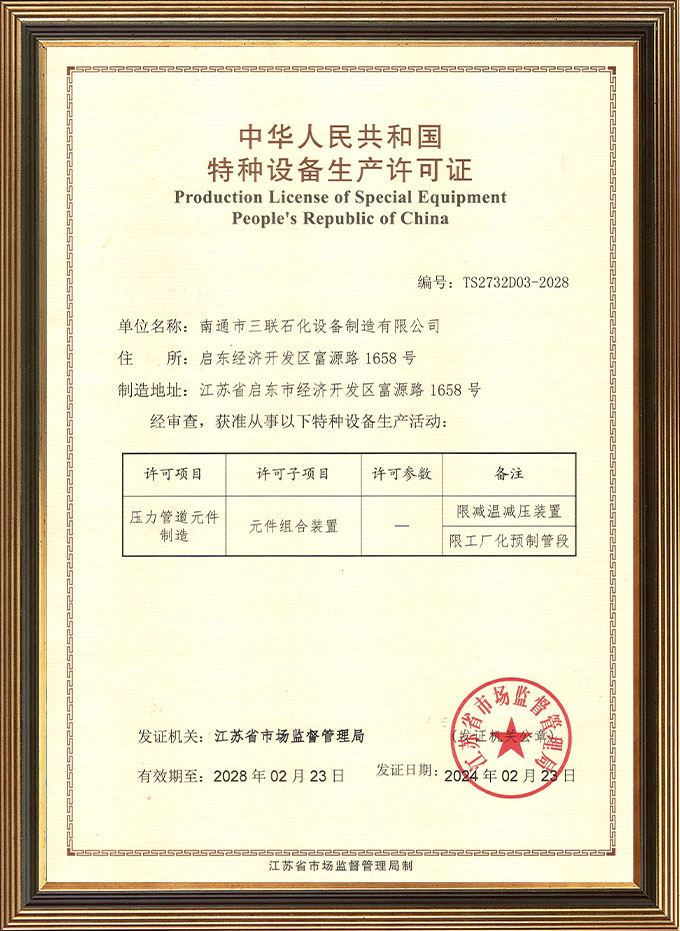 中华人民共和国
特种设备生产许可证
Production License of Special Equipment
People's Republic of China
编号：TS2732D03-2028
单位名称：南通市三联石化设备制造有限公司
住　　所：启东经济开发区富源路 1658 号
制造地址：江苏省启东市经济开发区富源路 1658 号
经审查，获准从事以下特种设备生产活动：
许可项目 许可子项目 许可参数 备注
压力管道元件制造 元件组合装置 — 限减温减压装置
限工厂化预制管段
发证机关：江苏省市场监督管理局
（发证机关公章）
江苏省市场监督管理局
有效期至：2028 年 02 月 23 日
发证日期：2024 年 02 月 23 日
江苏省市场监督管理局制